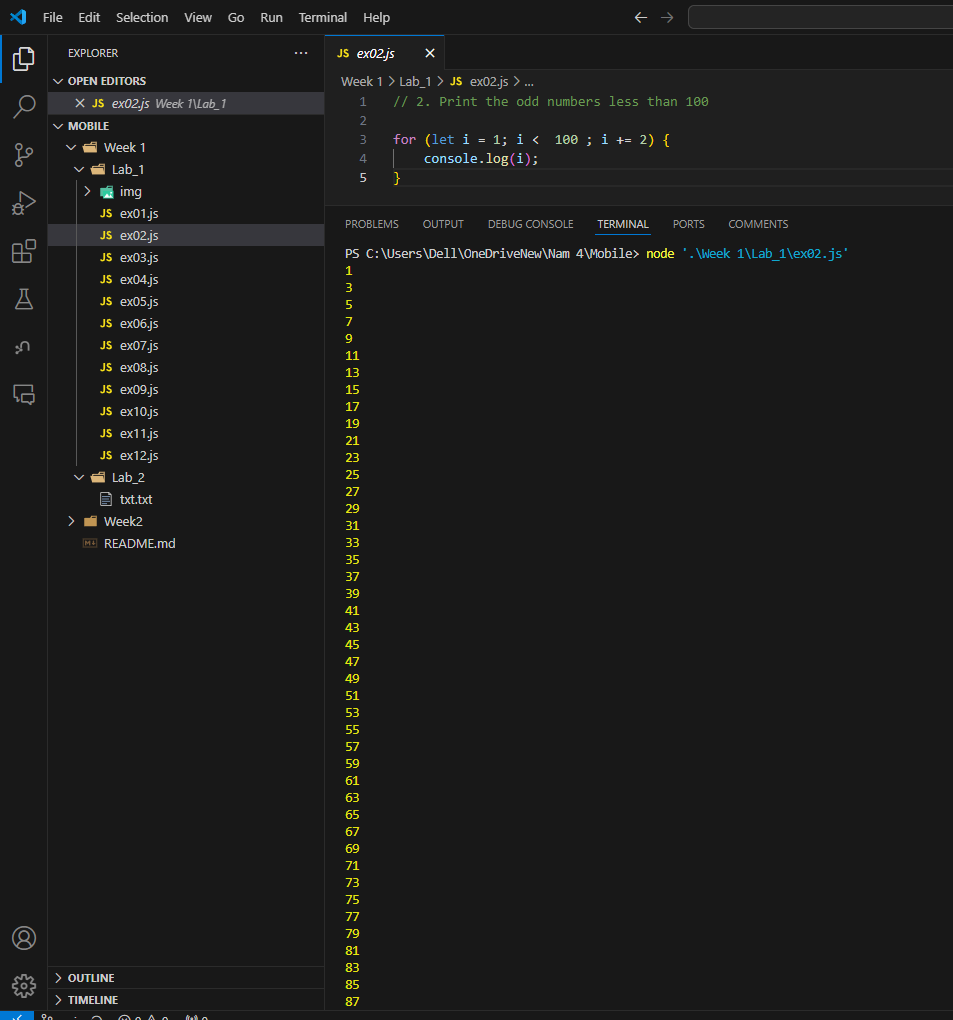 File Edit Selection View Go Run Terminal Help
EXPLORER ...
OPEN EDITORS
JS ex02.js Week 1\Lab_1
MOBILE
Week 1
Lab_1
img
JS ex01.js
JS ex02.js
JS ex03.js
JS ex04.js
JS ex05.js
JS ex06.js
JS ex07.js
JS ex08.js
JS ex09.js
JS ex10.js
JS ex11.js
JS ex12.js
Lab_2
txt.txt
Week2
README.md
OUTLINE
TIMELINE
JS ex02.js
Week 1 > Lab_1 > JS ex02.js > ...
1 // 2. Print the odd numbers less than 100
2
3 for (let i = 1; i <  100 ; i += 2) {
4     console.log(i);
5 }
PROBLEMS OUTPUT DEBUG CONSOLE TERMINAL PORTS COMMENTS
PS C:\Users\Dell\OneDriveNew\Nam 4\Mobile> node '.\Week 1\Lab_1\ex02.js'
1
3
5
7
9
11
13
15
17
19
21
23
25
27
29
31
33
35
37
39
41
43
45
47
49
51
53
55
57
59
61
63
65
67
69
71
73
75
77
79
81
83
85
87